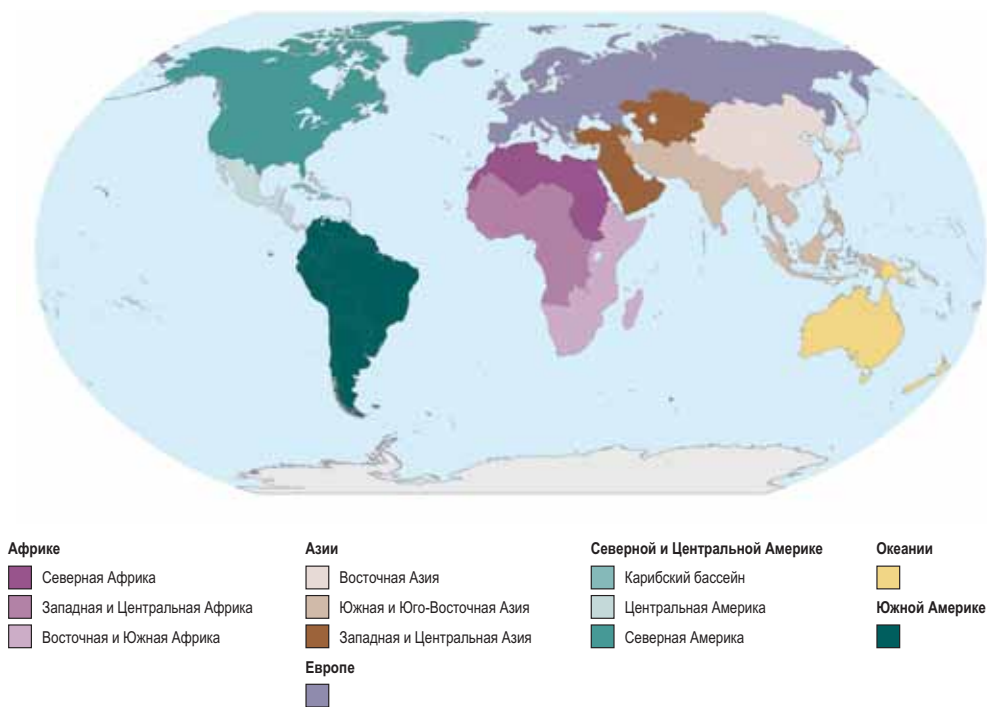 Африке
Северная Африка
Западная и Центральная Африка
Восточная и Южная Африка
Азии
Восточная Азия
Южная и Юго-Восточная Азия
Западная и Центральная Азия
Европе
Северной и Центральной Америке
Карибский бассейн
Центральная Америка
Северная Америка
Океании
Южной Америке